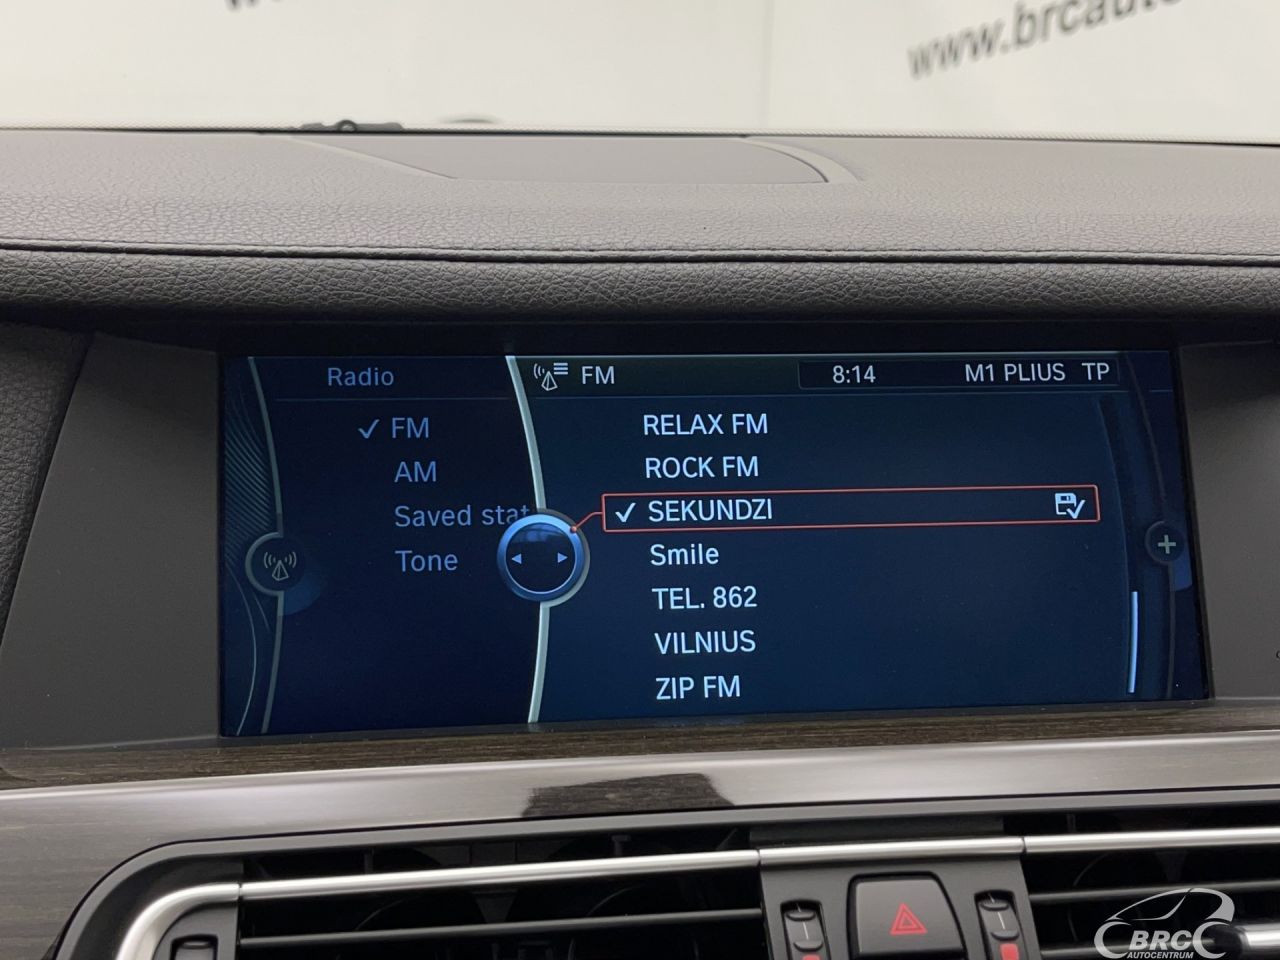 www.brcauto
Radio
FM
8:14
M1 PLIUS TP
✓ FM
AM
Saved stat
Tone
RELAX FM
ROCK FM
✓ SEKUNDZI
Smile
TEL. 862
VILNIUS
ZIP FM
BRC
AUTOCENTRUM